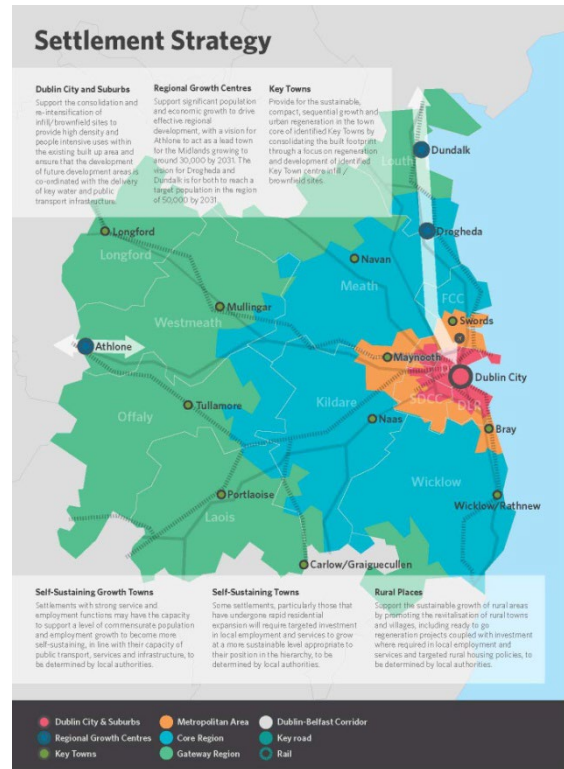 Settlement Strategy
Dublin City and Suburbs
Support the consolidation and
re-intensification of
infill/brownfield sites to
provide high density and
people intensive uses within
the existing built up area and
ensure that the development
of future development areas is
co-ordinated with the delivery
of key water and public
transport infrastructure.
Regional Growth Centres
Support significant population
and economic growth to drive
effective regional
development, with a vision for
Athlone to act as a lead town
for the Midlands growing to
around 30,000 by 2031. The
vision for Drogheda and
Dundalk is for both to reach a
target population in the region
of 50,000 by 2031.
Key Towns
Provide for the sustainable,
compact, sequential growth and
urban regeneration in the town
core of identified Key Towns by
consolidating the built footprint
through a focus on regeneration
and development of identified
Key Town centre infill /
brownfield sites.
Louth
Dundalk
Longford
Longford
Drogheda
Navan
Meath
FCC
Mullingar
Westmeath
Swords
Athlone
Maynooth
Dublin City
Kildare
SDCC
DLR
Tullamore
Offaly
Naas
Bray
Wicklow
Portlaoise
Wicklow/Rathnew
Laois
Carlow/Graiguecullen
Self-Sustaining Growth Towns
Settlements with strong service and
employment functions may have the capacity
to support a level of commensurate population
and employment growth to become more
self-sustaining, in line with their capacity of
public transport, services and infrastructure, to
be determined by local authorities.
Self-Sustaining Towns
Some settlements, particularly those that
have undergone rapid residential
expansion will require targeted investment
in local employment and services to grow
at a more sustainable level appropriate to
their position in the hierarchy, to be
determined by local authorities.
Rural Places
Support the sustainable growth of rural areas
by promoting the revitalisation of rural towns
and villages, including ready to go
regeneration projects coupled with investment
where required in local employment and
services and targeted rural housing policies, to
be determined by local authorities.
Dublin City & Suburbs
Metropolitan Area
Dublin-Belfast Corridor
Regional Growth Centres
Core Region
Key road
Key Towns
Gateway Region
Rail